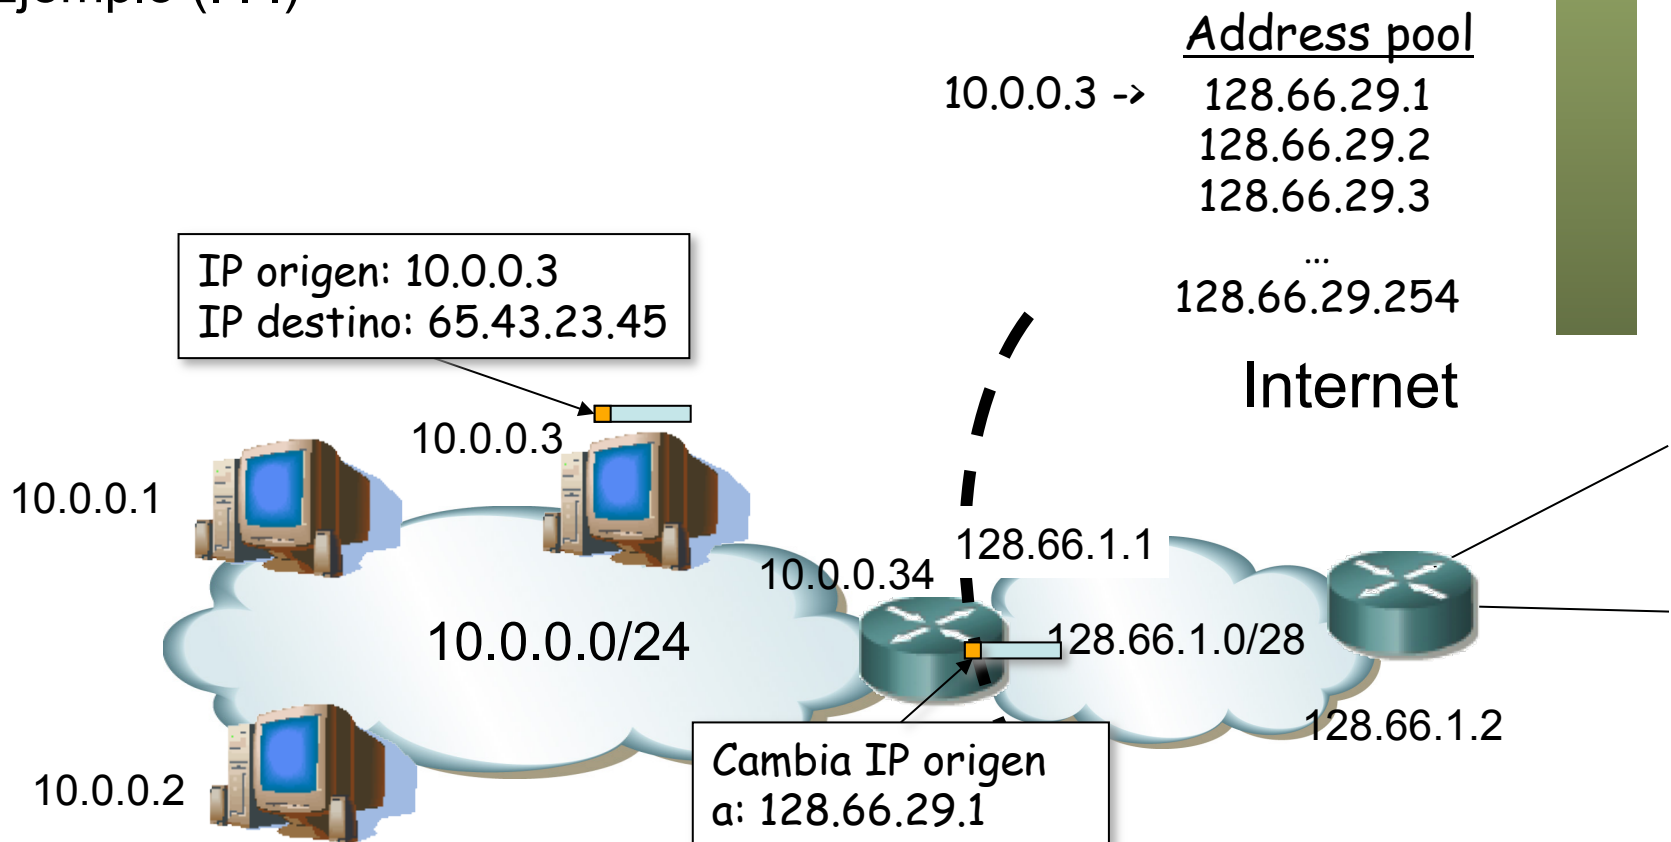 Address pool
10.0.0.3 -> 128.66.29.1
128.66.29.2
128.66.29.3
...
128.66.29.254
IP origen: 10.0.0.3
IP destino: 65.43.23.45
Internet
10.0.0.3
10.0.0.1
128.66.1.1
10.0.0.34
10.0.0.0/24
128.66.1.0/28
128.66.1.2
Cambia IP origen
a: 128.66.29.1
10.0.0.2